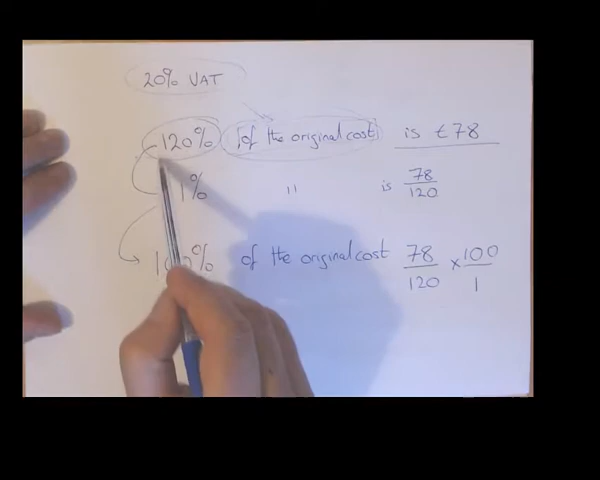 20% VAT
120% of the original cost is £78
1% " is 78/120
100% of the original cost 78/120 × 100/1